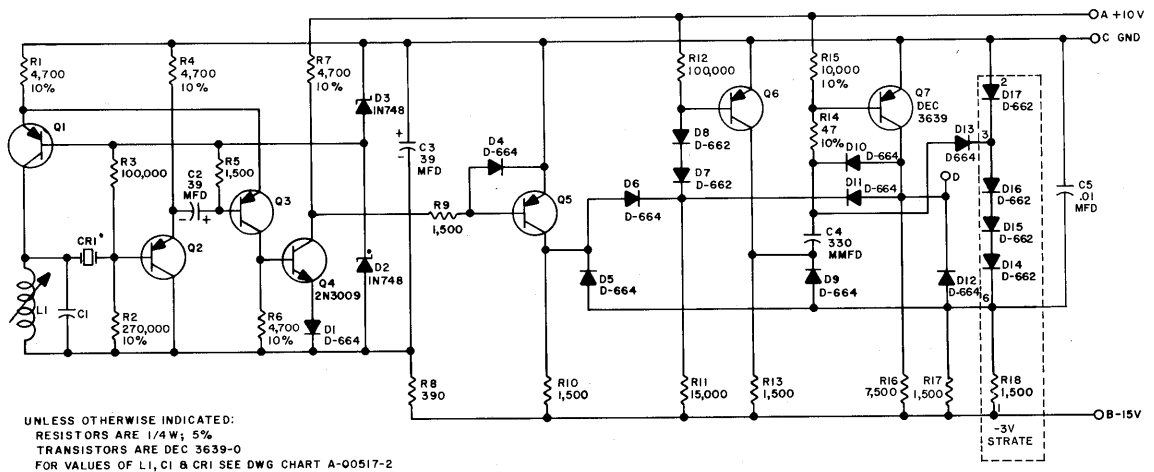 A +10V
C GND
R1
4,700
10%
R4
4,700
10%
R7
4,700
10%
R12
100,000
R15
10,000
10%
2
D17
D-662
Q1
D3
IN748
Q6
Q7
DEC
3639
R3
100,000
C2
39
MFD
- +
R5
1,500
+
-
C3
39
MFD
D4
D-664
D8
D-662
R14
47
10%
D10
D-664
D13
D664
3
CR1*
Q2
Q3
R9
1,500
Q5
D6
D-664
D7
D-662
D11
D-664
D
D16
D-662
C5
.01
MFD
L1
C1
R2
270,000
10%
Q4
2N3009
D2
IN748
D5
D-664
C4
330
MMFD
D9
D-664
D12
D-664
D15
D-662
D14
D-662
6
R6
4,700
10%
D1
D-664
R8
390
R10
1,500
R11
15,000
R13
1,500
R16
7,500
R17
1,500
R18
1,500
1
B-15V
-3V
STRATE
UNLESS OTHERWISE INDICATED:
RESISTORS ARE 1/4W; 5%
TRANSISTORS ARE DEC 3639-0
FOR VALUES OF L1, C1 & CR1 SEE DWG CHART A-00517-2